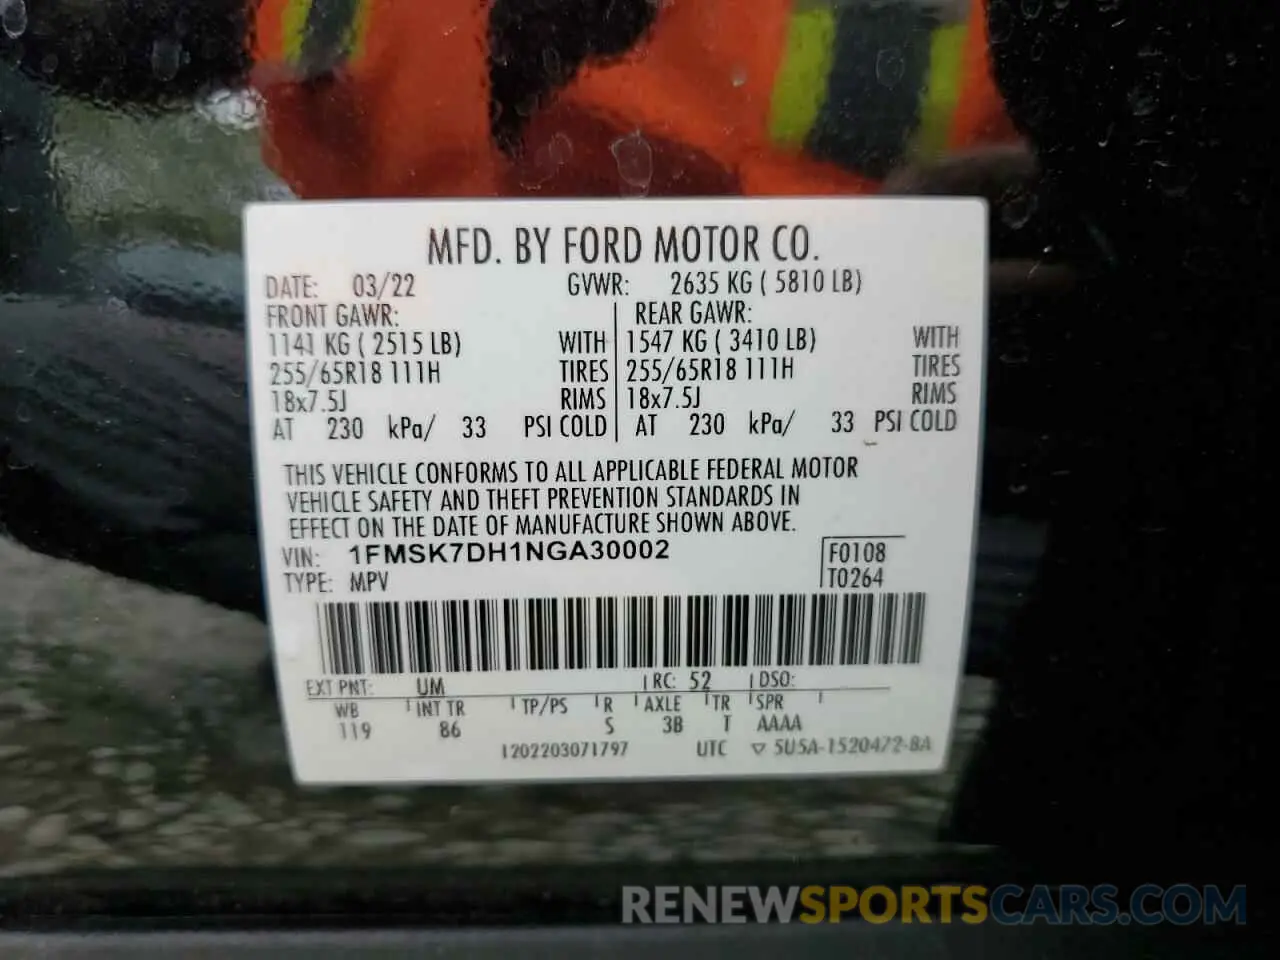 MFD. BY FORD MOTOR CO.
DATE: 03/22 GVWR: 2635 KG ( 5810 LB)
FRONT GAWR: REAR GAWR:
1141 KG ( 2515 LB) WITH 1547 KG ( 3410 LB) WITH
255/65R18 111H TIRES 255/65R18 111H TIRES
18x7.5J RIMS 18x7.5J RIMS
AT 230 kPa/ 33 PSI COLD AT 230 kPa/ 33 PSI COLD
THIS VEHICLE CONFORMS TO ALL APPLICABLE FEDERAL MOTOR
VEHICLE SAFETY AND THEFT PREVENTION STANDARDS IN
EFFECT ON THE DATE OF MANUFACTURE SHOWN ABOVE.
VIN: 1FMSK7DH1NGA30002 F0108
TYPE: MPV T0264
EXT PNT: UM RC: 52 DSO:
WB INT TR TP/PS R AXLE TR SPR
119 86 S 3B T AAAA
1202203071797 UTC ▽ 5U5A-1520472-BA
RENEWSPORTSCARS.COM